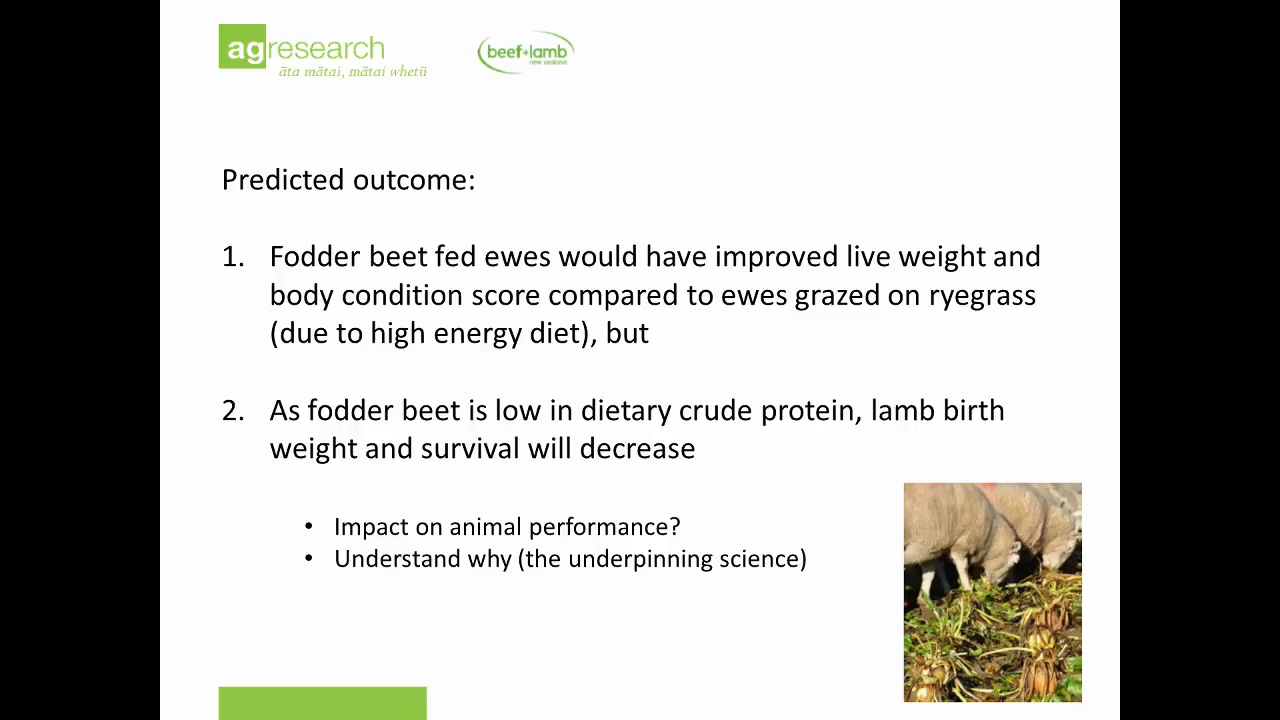 agresearch
āta mātai, mātai whetū
beef+lamb
new zealand
Predicted outcome:
1. Fodder beet fed ewes would have improved live weight and
body condition score compared to ewes grazed on ryegrass
(due to high energy diet), but
2. As fodder beet is low in dietary crude protein, lamb birth
weight and survival will decrease
• Impact on animal performance?
• Understand why (the underpinning science)